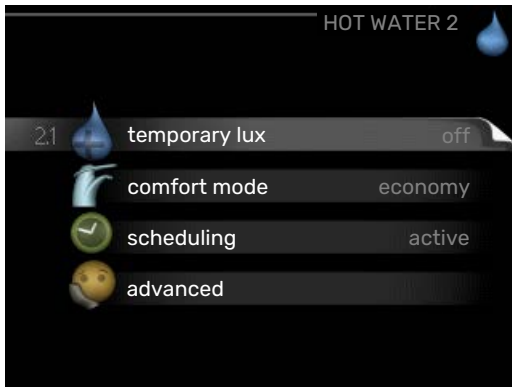 HOT WATER 2
2.1 temporary lux off
comfort mode economy
scheduling active
advanced